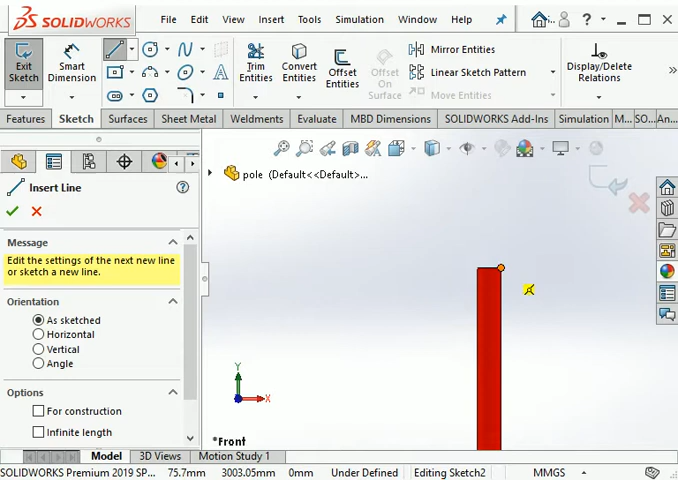 SOLIDWORKS File Edit View Insert Tools Simulation Window Help ?
Exit Sketch
Smart Dimension
Trim Entities
Convert Entities
Offset Entities
Offset On Surface
Mirror Entities
Linear Sketch Pattern
Move Entities
Display/Delete Relations
Features Sketch Surfaces Sheet Metal Weldments Evaluate MBD Dimensions SOLIDWORKS Add-Ins Simulation M... SO... An...
Insert Line
pole (Default<<Default>...
Message
Edit the settings of the next new line
or sketch a new line.
Orientation
As sketched
Horizontal
Vertical
Angle
Options
For construction
Infinite length
Y
X
*Front
Model 3D Views Motion Study 1
SOLIDWORKS Premium 2019 SP... 75.7mm 3003.05mm 0mm Under Defined Editing Sketch2 MMGS